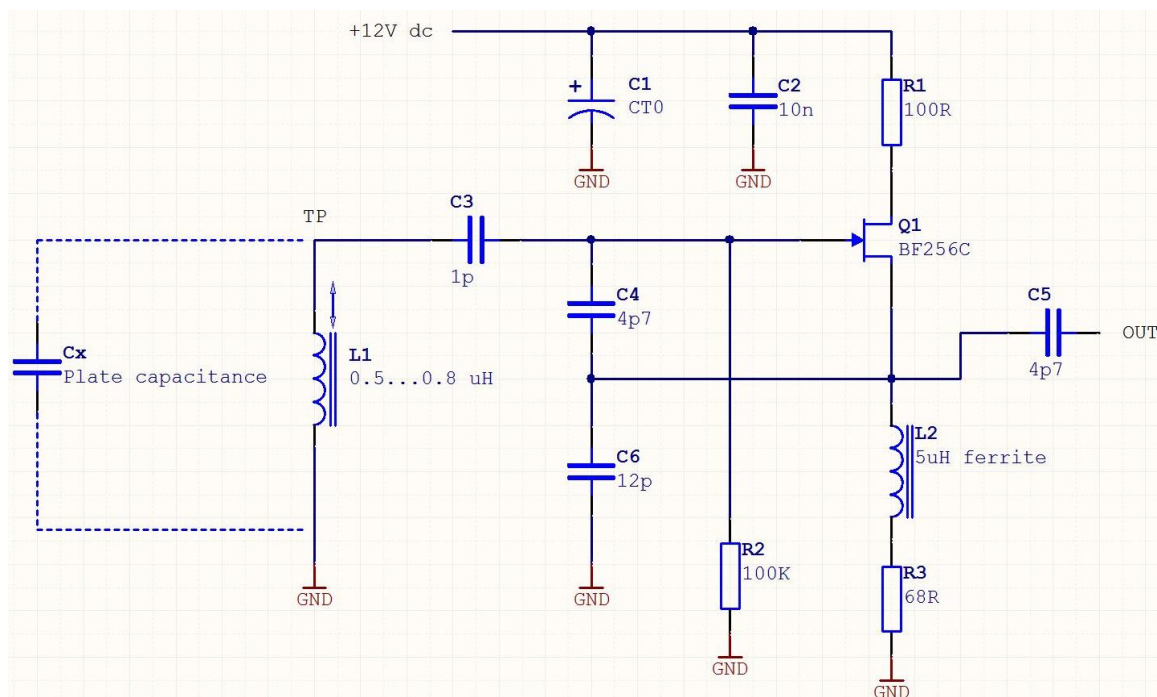 +12V dc
C1
CT0
C2
10n
R1
100R
GND
GND
TP
C3
1p
Q1
BF256C
C4
4p7
C5
4p7
OUT
Cx
Plate capacitance
L1
0.5...0.8 uH
C6
12p
L2
5uH ferrite
R2
100K
R3
68R
GND
GND
GND
GND